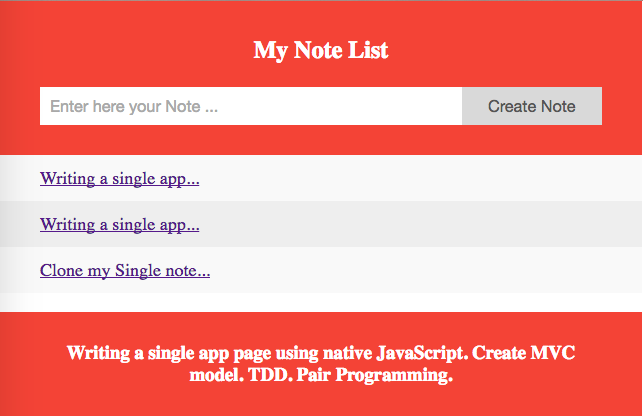 My Note List
Enter here your Note ...
Create Note
Writing a single app...
Writing a single app...
Clone my Single note...
Writing a single app page using native JavaScript. Create MVC
model. TDD. Pair Programming.